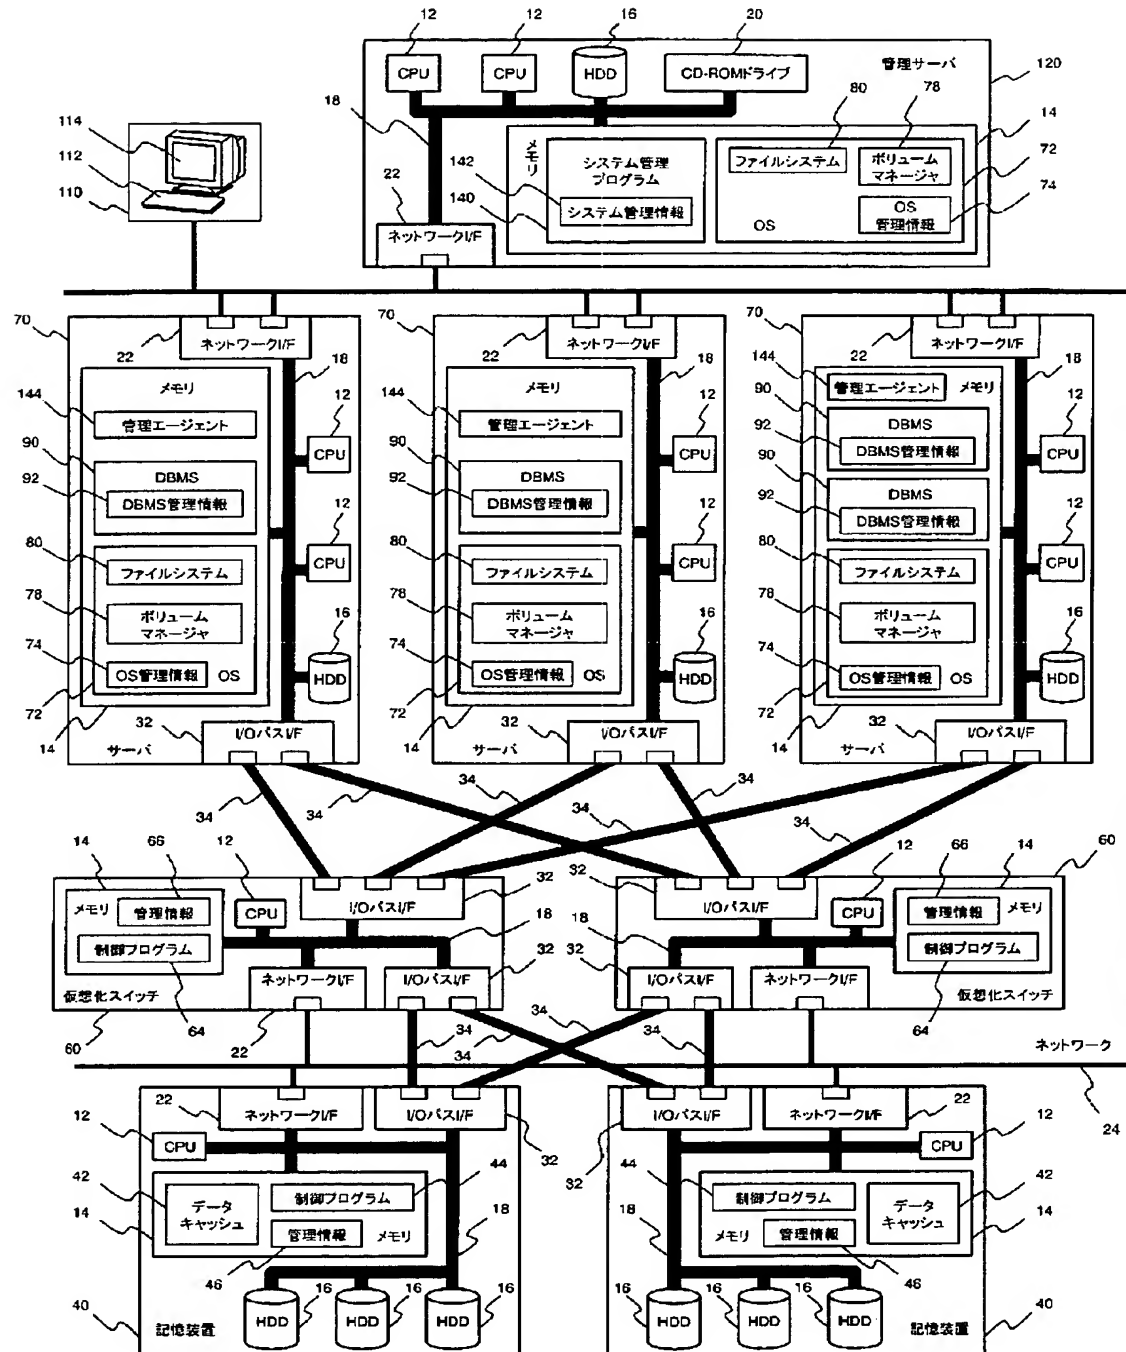 12 12 16 20
CPU CPU HDD CD-ROMドライブ 管理サーバ 120
18 80 78 14
114
112
110
142 メモリ システム管理プログラム ファイルシステム ボリュームマネージャ 72
22 140 システム管理情報 OS OS管理情報 74
ネットワークI/F
70 22 ネットワークI/F 18
メモリ
144 管理エージェント 12
90 DBMS CPU
92 DBMS管理情報 12
80 ファイルシステム CPU
78 ボリュームマネージャ 16
74 OS管理情報 OS HDD
72 14 サーバ 32 I/OパスI/F
70 22 ネットワークI/F 18
メモリ
144 管理エージェント 12
90 DBMS CPU
92 DBMS管理情報 12
80 ファイルシステム CPU
78 ボリュームマネージャ 16
74 OS管理情報 OS HDD
72 14 サーバ 32 I/OパスI/F
70 22 ネットワークI/F 18
144 管理エージェント メモリ
90 DBMS 12
92 DBMS管理情報 CPU
90 DBMS
92 DBMS管理情報 12
80 ファイルシステム CPU
78 ボリュームマネージャ 16
74 OS管理情報 OS HDD
72 14 サーバ 32 I/OパスI/F
34 34 34 34 34 34
14 66 12 32
メモリ 管理情報 CPU I/OパスI/F
制御プログラム 18
ネットワークI/F I/OパスI/F 32
仮想化スイッチ
60 64 22
32 12 66 14 60
I/OパスI/F CPU 管理情報 メモリ
18 制御プログラム
32 I/OパスI/F ネットワークI/F
仮想化スイッチ
64
34 34 34 34
ネットワーク
24
22 ネットワークI/F I/OパスI/F
12 CPU 32
42 44
14 データキャッシュ 制御プログラム
管理情報 メモリ 18
46
HDD 16 HDD 16 HDD 16
40 記憶装置
I/OパスI/F ネットワークI/F 22
32 CPU 12
44 42
制御プログラム データキャッシュ 14
18 メモリ 管理情報
46
16 HDD 16 HDD 16 HDD
記憶装置 40